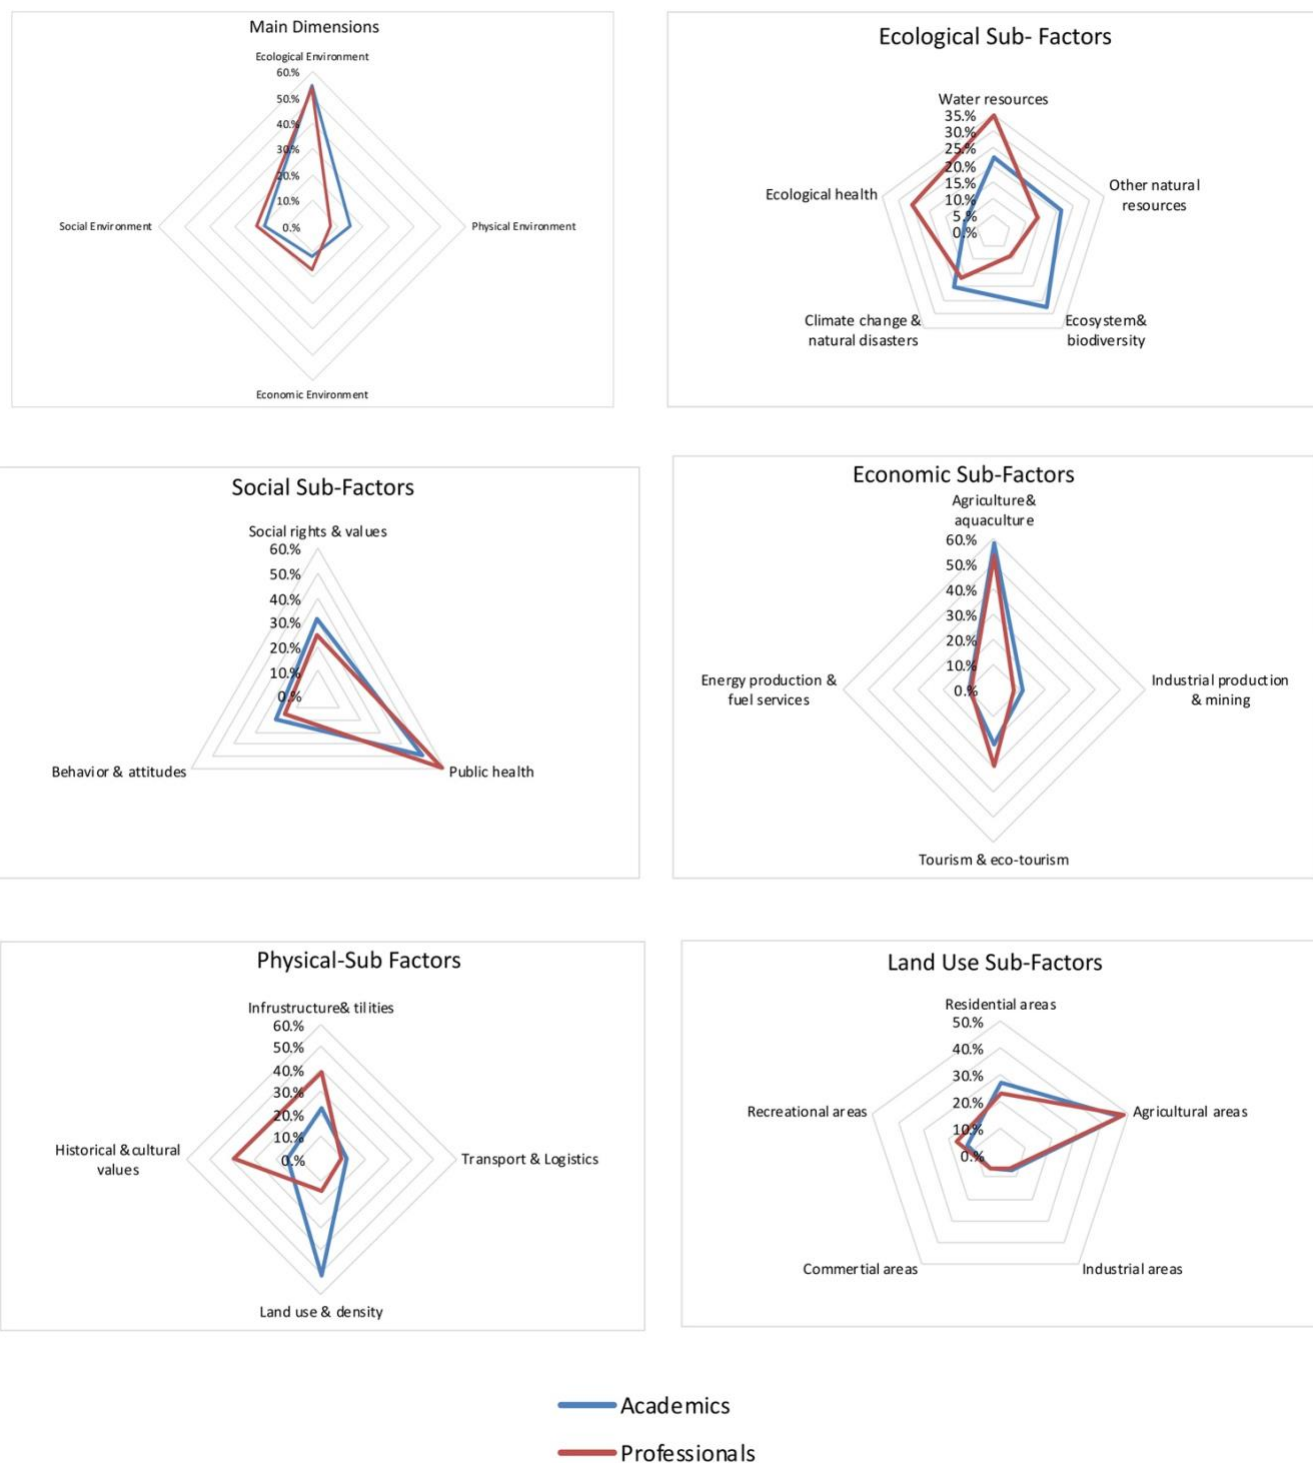 Main Dimensions
Ecological Environment
60.%
50.%
40.%
30.%
20.%
10.%
0.%
Social Environment
Physical Environment
Economic Environment
Ecological Sub- Factors
Water resources
35.%
30.%
25.%
20.%
15.%
10.%
5.%
0.%
Ecological health
Other natural
resources
Climate change &
natural disasters
Ecosystem&
biodiversity
Social Sub-Factors
Social rights & values
60.%
50.%
40.%
30.%
20.%
10.%
0.%
Behavior & attitudes
Public health
Economic Sub-Factors
Agriculture&
aquaculture
60.%
50.%
40.%
30.%
20.%
10.%
0.%
Energy production &
fuel services
Industrial production
& mining
Tourism & eco-tourism
Physical-Sub Factors
Infrustructure& tilities
60.%
50.%
40.%
30.%
20.%
10.%
0.%
Historical &cultural
values
Transport & Logistics
Land use & density
Land Use Sub-Factors
Residential areas
50.%
40.%
30.%
20.%
10.%
0.%
Recreational areas
Agricultural areas
Commertial areas
Industrial areas
Academics
Professionals